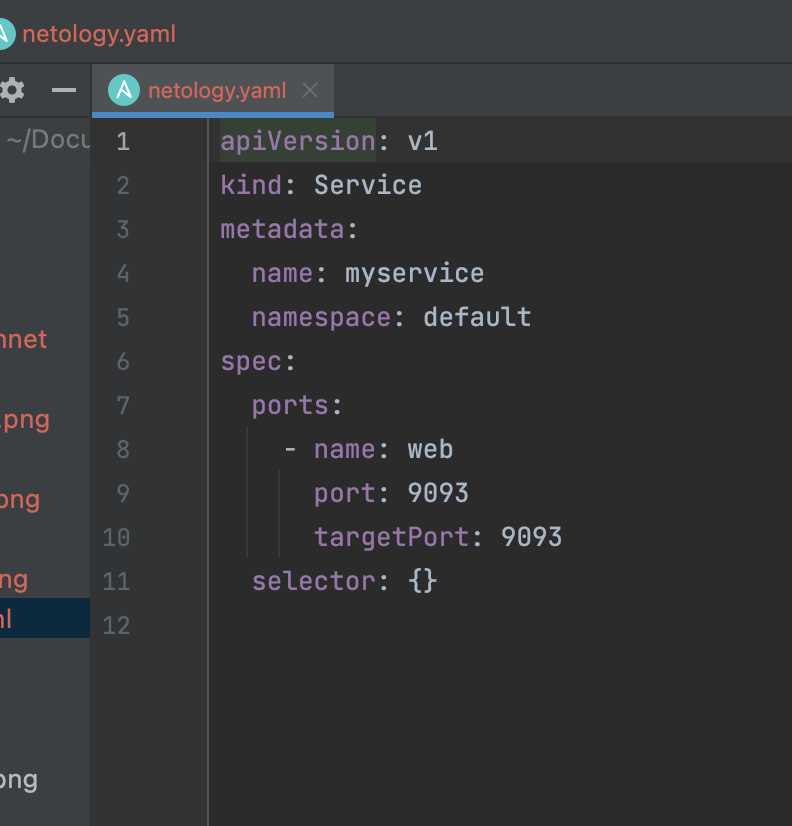 netology.yaml
netology.yaml
~/Docu
1 apiVersion: v1
2 kind: Service
3 metadata:
4   name: myservice
5   namespace: default
6 spec:
7   ports:
8     - name: web
9       port: 9093
10       targetPort: 9093
11   selector: {}
12
nnet
.png
png
ng
nl
png